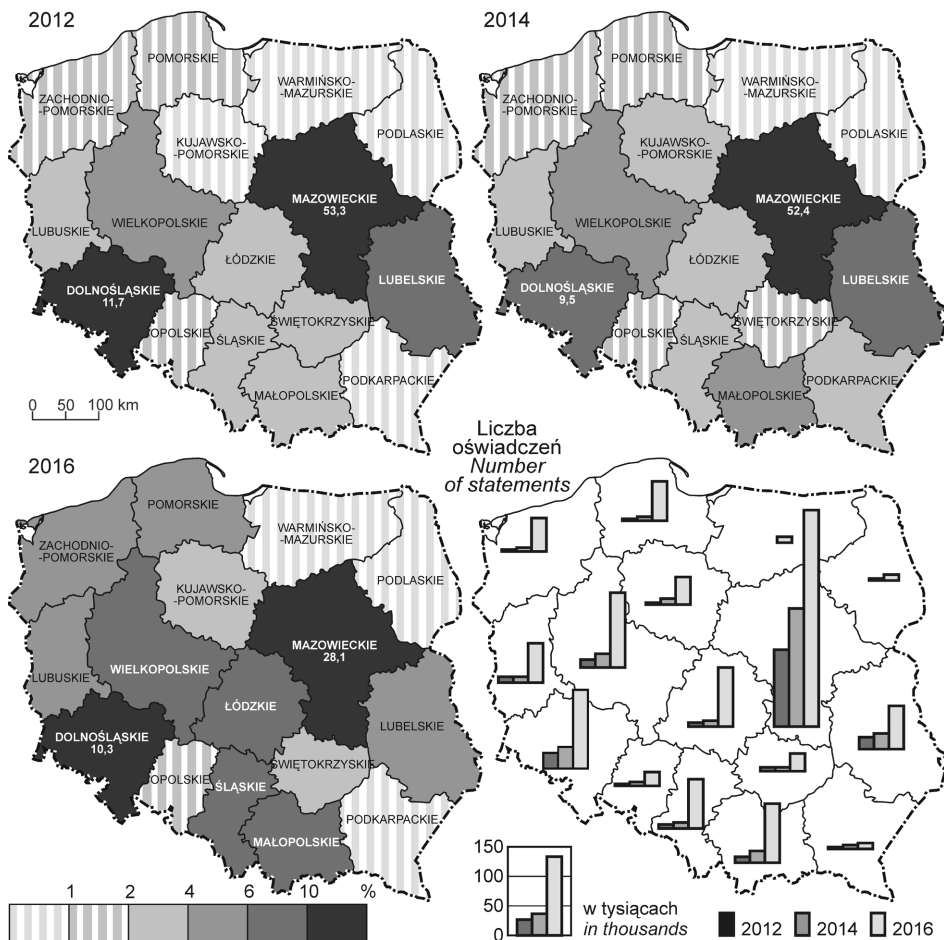 2012
POMORSKIE
ZACHODNIO-
-POMORSKIE
WARMIŃSKO-
-MAZURSKIE
PODLASKIE
KUJAWSKO-
-POMORSKIE
MAZOWIECKIE
53,3
WIELKOPOLSKIE
LUBUSKIE
ŁÓDZKIE
LUBELSKIE
DOLNOŚLĄSKIE
11,7
OPOLSKIE
ŚLĄSKIE
ŚWIĘTOKRZYSKIE
MAŁOPOLSKIE
PODKARPACKIE
0 50 100 km
2014
POMORSKIE
ZACHODNIO-
-POMORSKIE
WARMIŃSKO-
-MAZURSKIE
PODLASKIE
KUJAWSKO-
-POMORSKIE
MAZOWIECKIE
52,4
WIELKOPOLSKIE
LUBUSKIE
ŁÓDZKIE
LUBELSKIE
DOLNOŚLĄSKIE
9,5
OPOLSKIE
ŚLĄSKIE
ŚWIĘTOKRZYSKIE
MAŁOPOLSKIE
PODKARPACKIE
2016
POMORSKIE
ZACHODNIO-
-POMORSKIE
WARMIŃSKO-
-MAZURSKIE
PODLASKIE
KUJAWSKO-
-POMORSKIE
MAZOWIECKIE
28,1
WIELKOPOLSKIE
LUBUSKIE
ŁÓDZKIE
LUBELSKIE
DOLNOŚLĄSKIE
10,3
OPOLSKIE
ŚLĄSKIE
ŚWIĘTOKRZYSKIE
MAŁOPOLSKIE
PODKARPACKIE
1 2 4 6 10 %
Liczba
oświadczeń
Number
of statements
150
100
50
0
w tysiącach
in thousands
2012 2014 2016